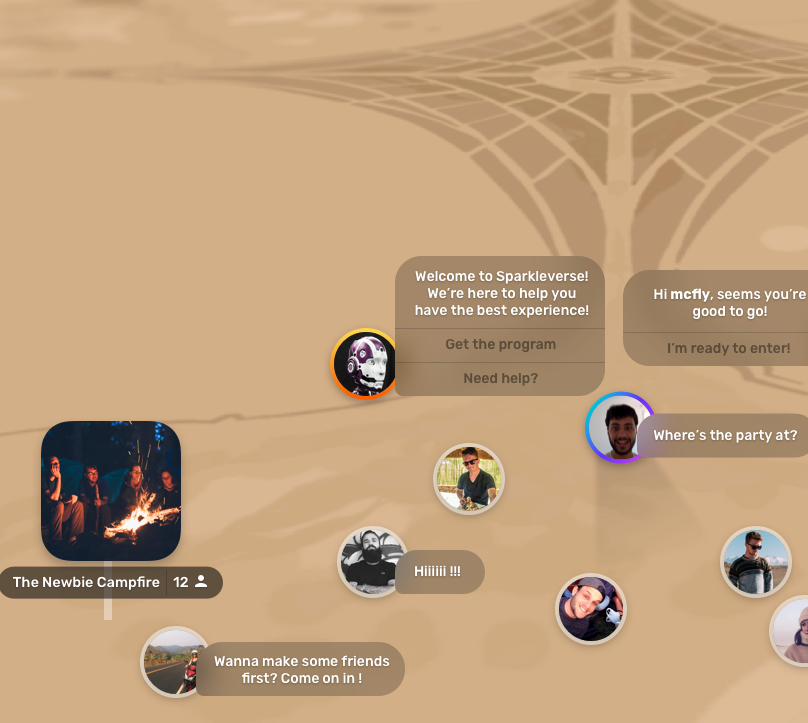 Welcome to Sparkleverse!
We're here to help you
have the best experience!
Get the program
Need help?
Hi mcfly, seems you're
good to go!
I'm ready to enter!
Where's the party at?
Hiiiiii !!!
The Newbie Campfire 12
Wanna make some friends
first? Come on in !